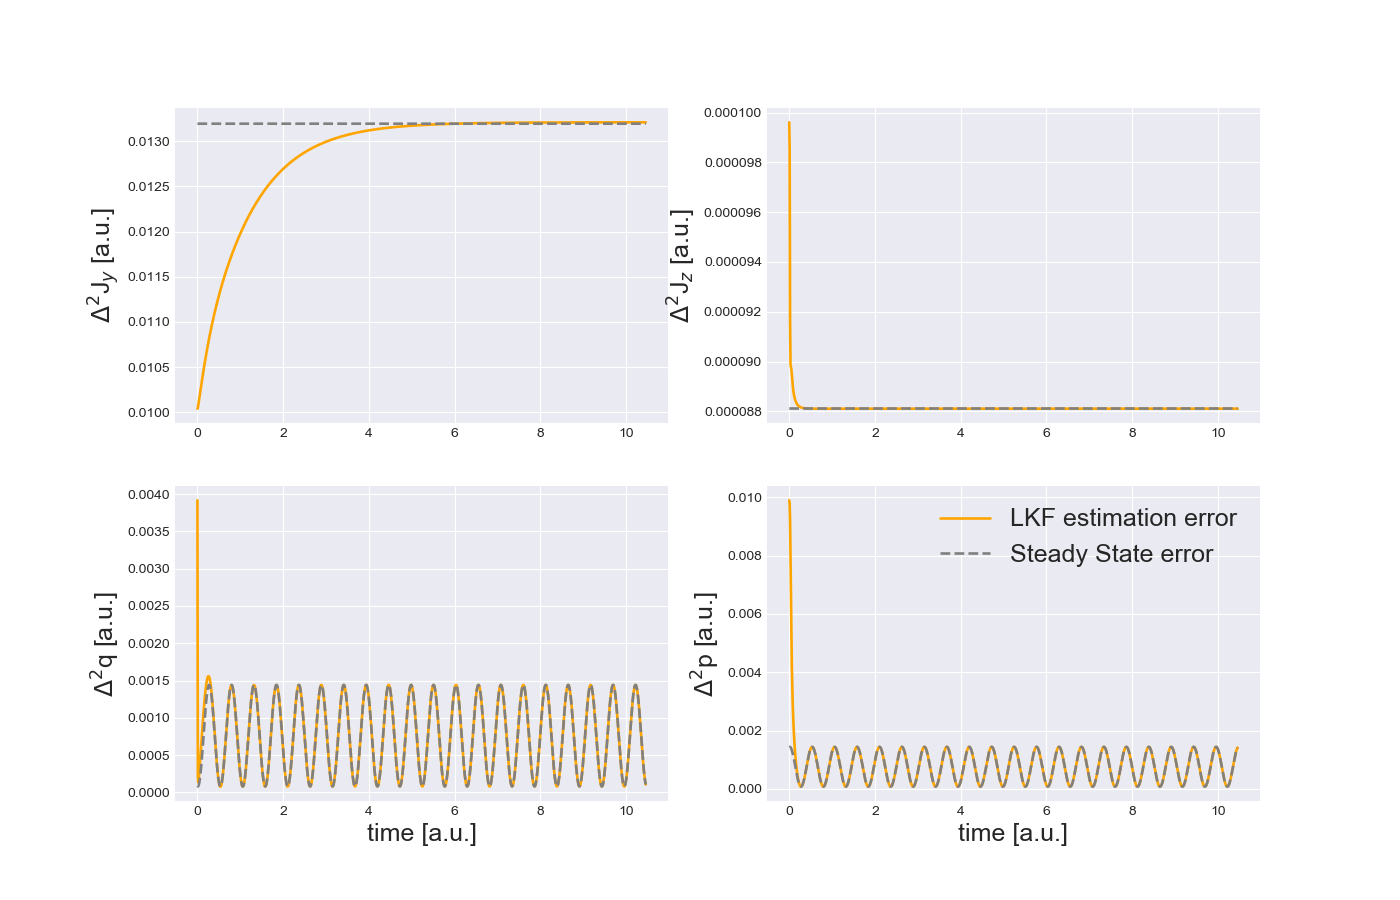 0.0130
0.0125
0.0120
0.0115
0.0110
0.0105
0.0100
Δ²Jy [a.u.]
0 2 4 6 8 10
0.000100
0.000098
0.000096
0.000094
0.000092
0.000090
0.000088
Δ²Jz [a.u.]
0 2 4 6 8 10
0.0040
0.0035
0.0030
0.0025
0.0020
0.0015
0.0010
0.0005
0.0000
Δ²q [a.u.]
0 2 4 6 8 10
time [a.u.]
0.010
0.008
0.006
0.004
0.002
0.000
Δ²p [a.u.]
LKF estimation error
Steady State error
0 2 4 6 8 10
time [a.u.]